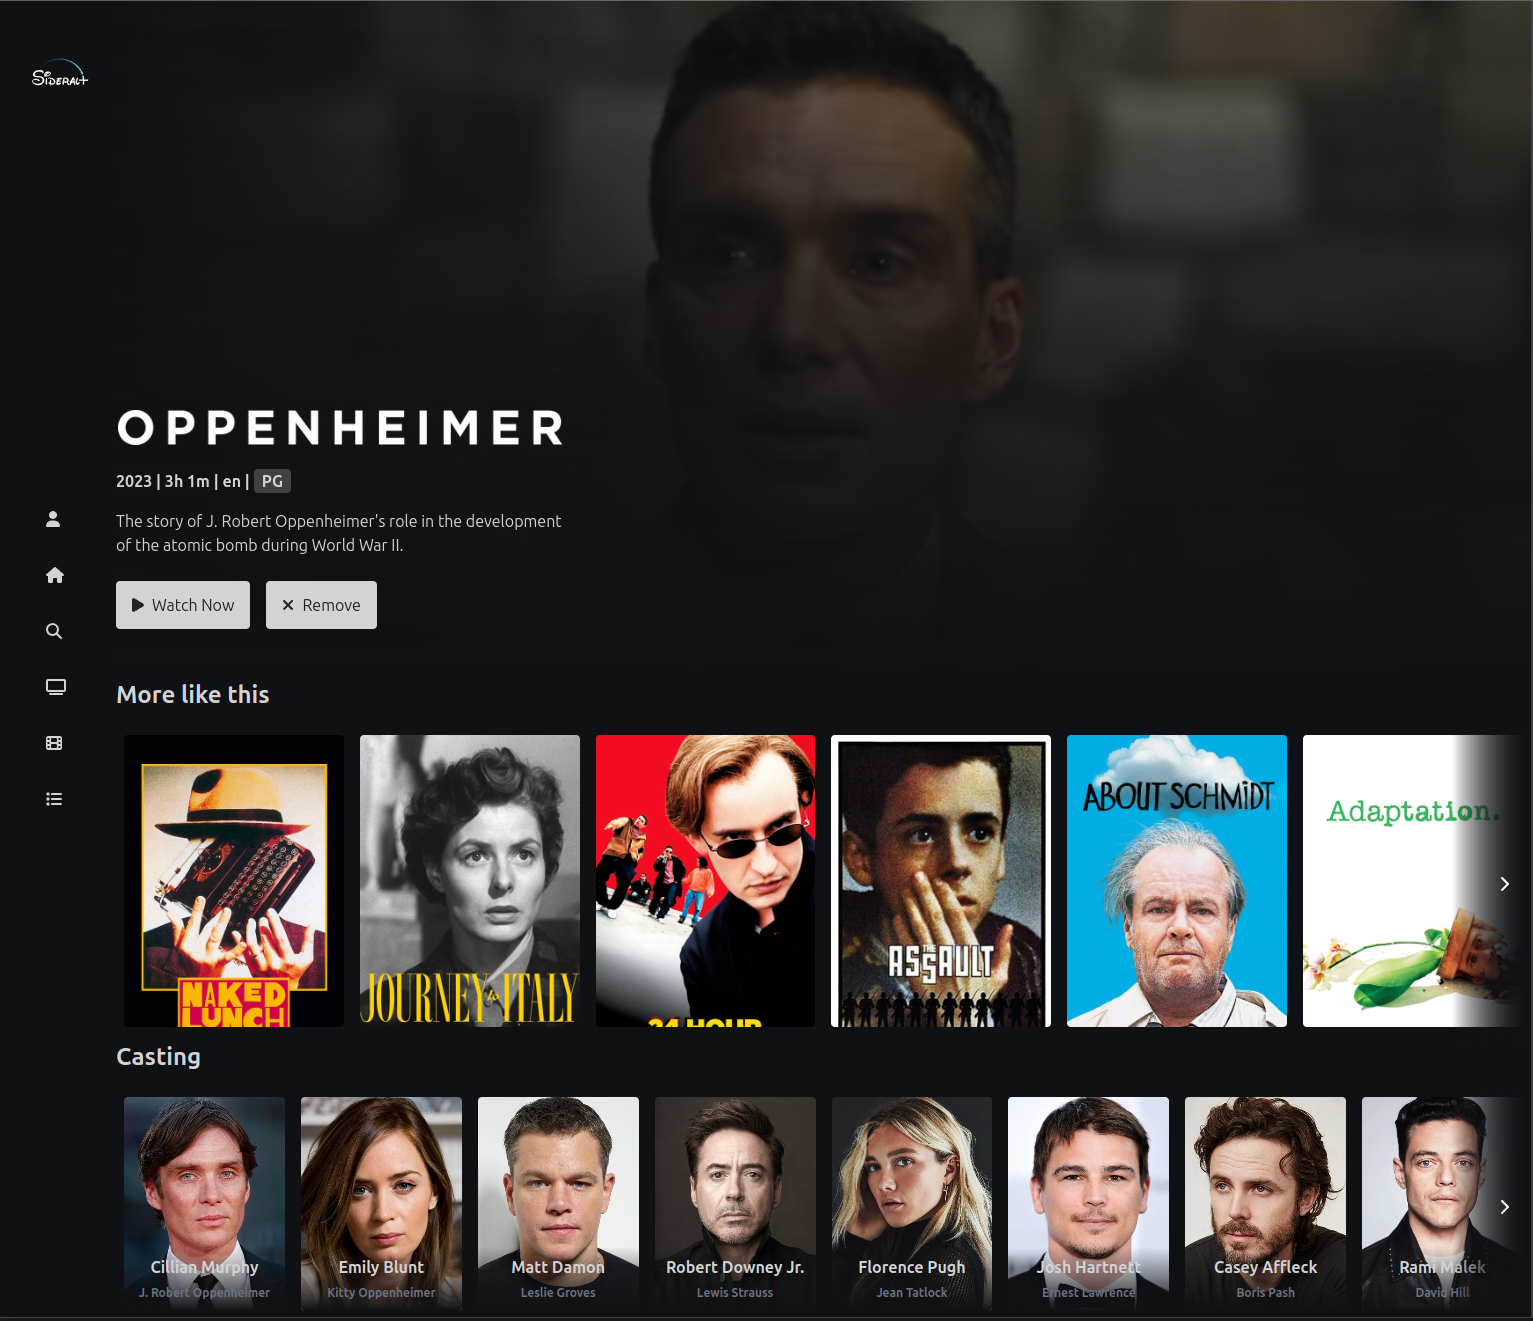 Sideral+
OPPENHEIMER
2023 | 3h 1m | en | PG
The story of J. Robert Oppenheimer's role in the development
of the atomic bomb during World War II.
Watch Now
Remove
More like this
NAKED
LUNCH
JOURNEY to ITALY
24 HOUR
THE
ASSAULT
ABOUT SCHMIDT
Adaptation.
Casting
Cillian Murphy
J. Robert Oppenheimer
Emily Blunt
Kitty Oppenheimer
Matt Damon
Leslie Groves
Robert Downey Jr.
Lewis Strauss
Florence Pugh
Jean Tatlock
Josh Hartnett
Ernest Lawrence
Casey Affleck
Boris Pash
Rami Malek
David Hill